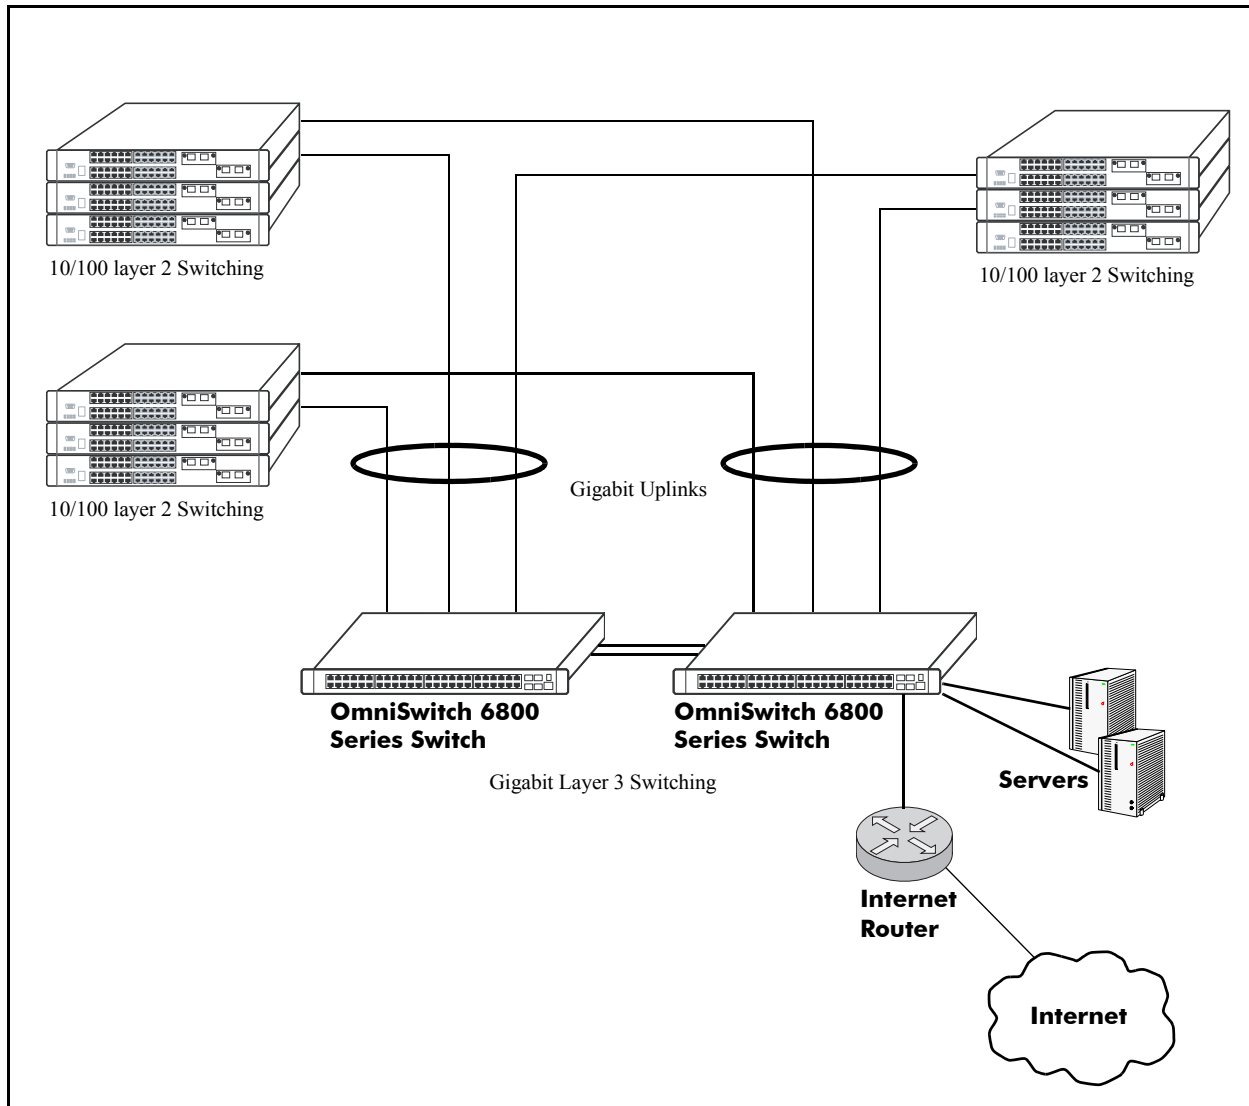 10/100 layer 2 Switching
10/100 layer 2 Switching
10/100 layer 2 Switching
Gigabit Uplinks
OmniSwitch 6800
Series Switch
OmniSwitch 6800
Series Switch
Gigabit Layer 3 Switching
Servers
Internet
Router
Internet